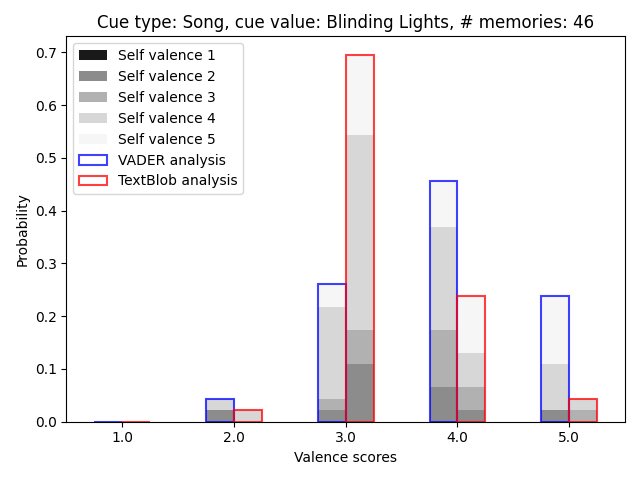 Cue type: Song, cue value: Blinding Lights, # memories: 46
Self valence 1
Self valence 2
Self valence 3
Self valence 4
Self valence 5
VADER analysis
TextBlob analysis
Probability
0.7
0.6
0.5
0.4
0.3
0.2
0.1
0.0
1.0 2.0 3.0 4.0 5.0
Valence scores